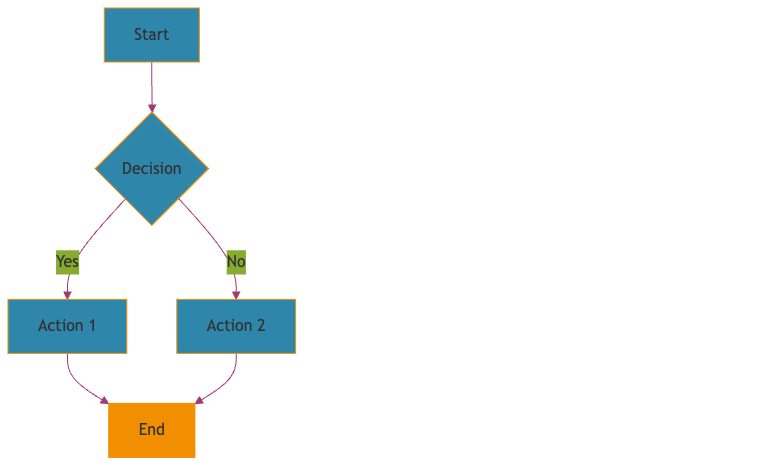 Start
Decision
Yes
No
Action 1
Action 2
End